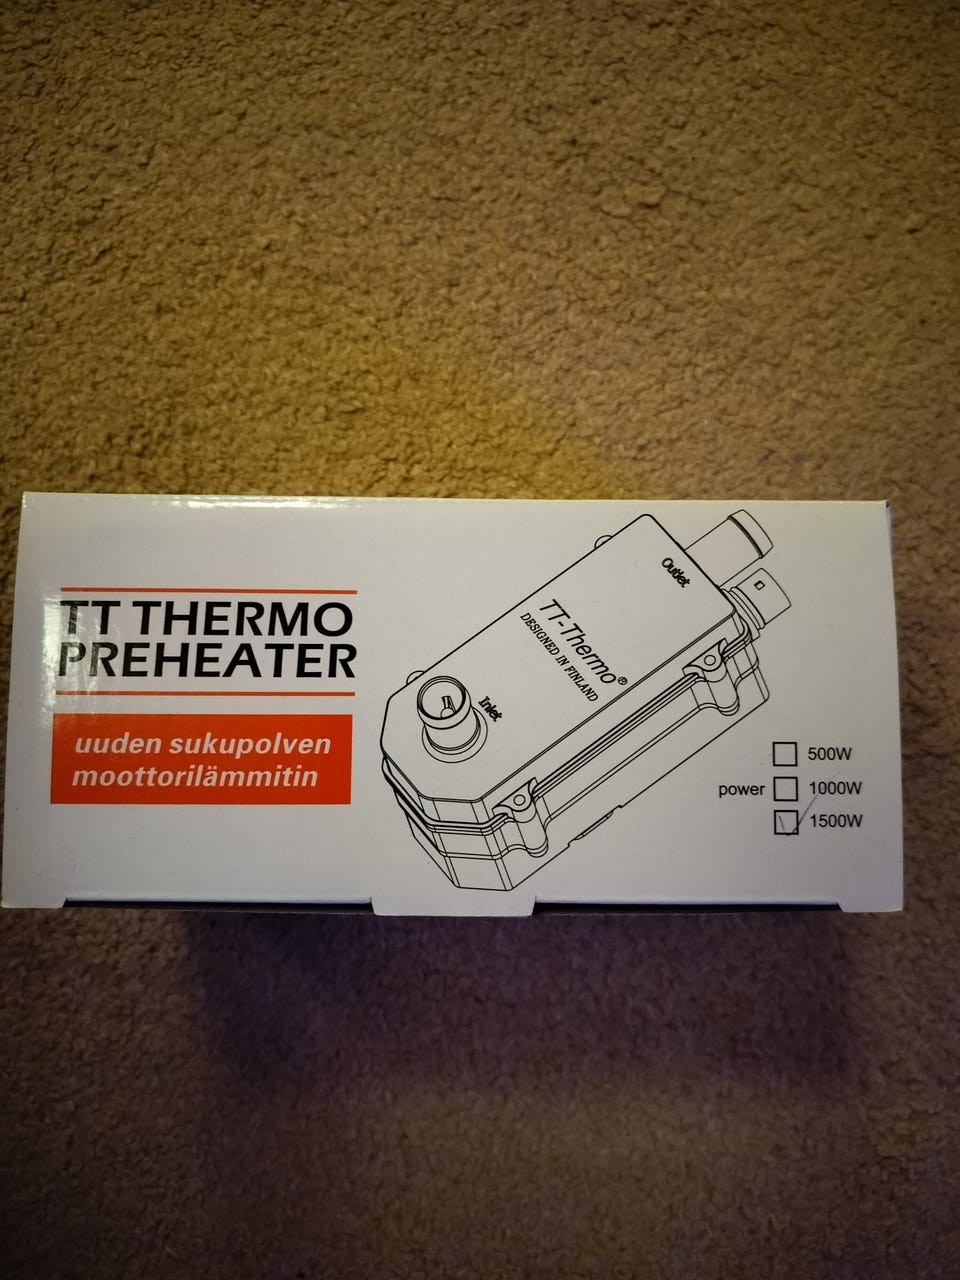 TT THERMO
PREHEATER
uuden sukupolven
moottorilämmitin
Outlet
TT-Thermo®
DESIGNED IN FINLAND
Inlet
500W
power 1000W
1500W